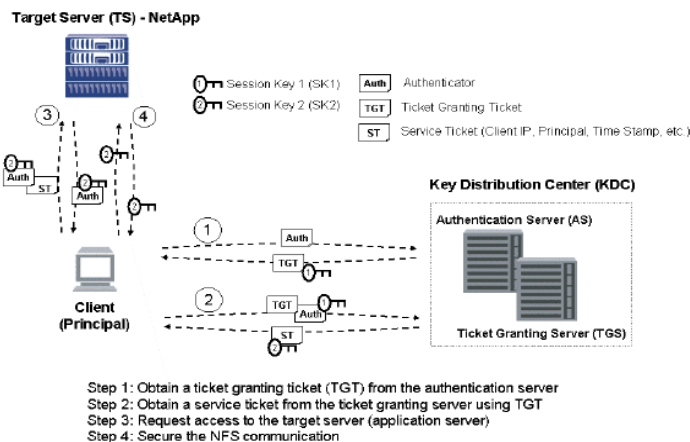 Target Server (TS) - NetApp
1 Session Key 1 (SK1)
2 Session Key 2 (SK2)
Auth Authenticator
TGT Ticket Granting Ticket
ST Service Ticket (Client IP, Principal, Time Stamp, etc.)
3
4
2
Auth
ST
2
Auth
2
2
Key Distribution Center (KDC)
Authentication Server (AS)
Ticket Granting Server (TGS)
1
Auth
TGT
1
Client
(Principal)
2
TGT
1
Auth
ST
2
Step 1: Obtain a ticket granting ticket (TGT) from the authentication server
Step 2: Obtain a service ticket from the ticket granting server using TGT
Step 3: Request access to the target server (application server)
Step 4: Secure the NFS communication